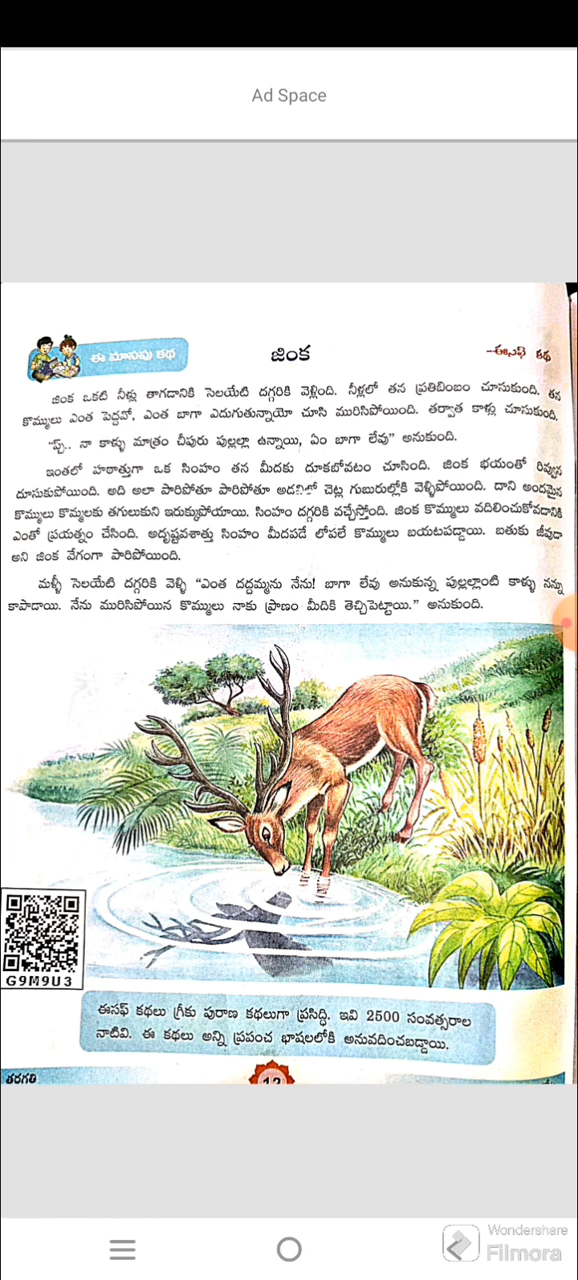 Ad Space
ఈ మాసపు కథ
జింక
-ఈసఫ్ కథ
జింక ఒకటి నీళ్లు తాగడానికి సెలయేటి దగ్గరికి వెళ్లింది. నీళ్లలో తన ప్రతిబింబం చూసుకుంది. తన
కొమ్ములు ఎంత పెద్దవో, ఎంత బాగా ఎదుగుతున్నాయో చూసి మురిసిపోయింది. తర్వాత కాళ్లు చూసుకుంది.
"ప్చ్.. నా కాళ్ళు మాత్రం చీపురు పుల్లల్లా ఉన్నాయి, ఏం బాగా లేవు" అనుకుంది.
ఇంతలో హఠాత్తుగా ఒక సింహం తన మీదకు దూకబోవటం చూసింది. జింక భయంతో రివ్వున
దూసుకుపోయింది. అది అలా పారిపోతూ పారిపోతూ అడవిలో చెట్ల గుబురుల్లోకి వెళ్ళిపోయింది. దాని అందమైన
కొమ్ములు కొమ్మలకు తగులుకుని ఇరుక్కుపోయాయి. సింహం దగ్గరికి వచ్చేస్తోంది. జింక కొమ్ములు వదిలించుకోవడానికి
ఎంతో ప్రయత్నం చేసింది. అదృష్టవశాత్తు సింహం మీదపడే లోపలే కొమ్ములు బయటపడ్డాయి. బతుకు జీవుడా
అని జింక వేగంగా పారిపోయింది.
మళ్ళీ సెలయేటి దగ్గరికి వెళ్ళి "ఎంత దద్దమ్మను నేను! బాగా లేవు అనుకున్న పుల్లల్లాంటి కాళ్ళు నన్ను
కాపాడాయి. నేను మురిసిపోయిన కొమ్ములు నాకు ప్రాణం మీదికి తెచ్చిపెట్టాయి." అనుకుంది.
G9M9U3
ఈసఫ్ కథలు గ్రీకు పురాణ కథలుగా ప్రసిద్ధి. ఇవి 2500 సంవత్సరాల
నాటివి. ఈ కథలు అన్ని ప్రపంచ భాషలలోకి అనువదించబడ్డాయి.
తరగతి
Wondershare
Filmora